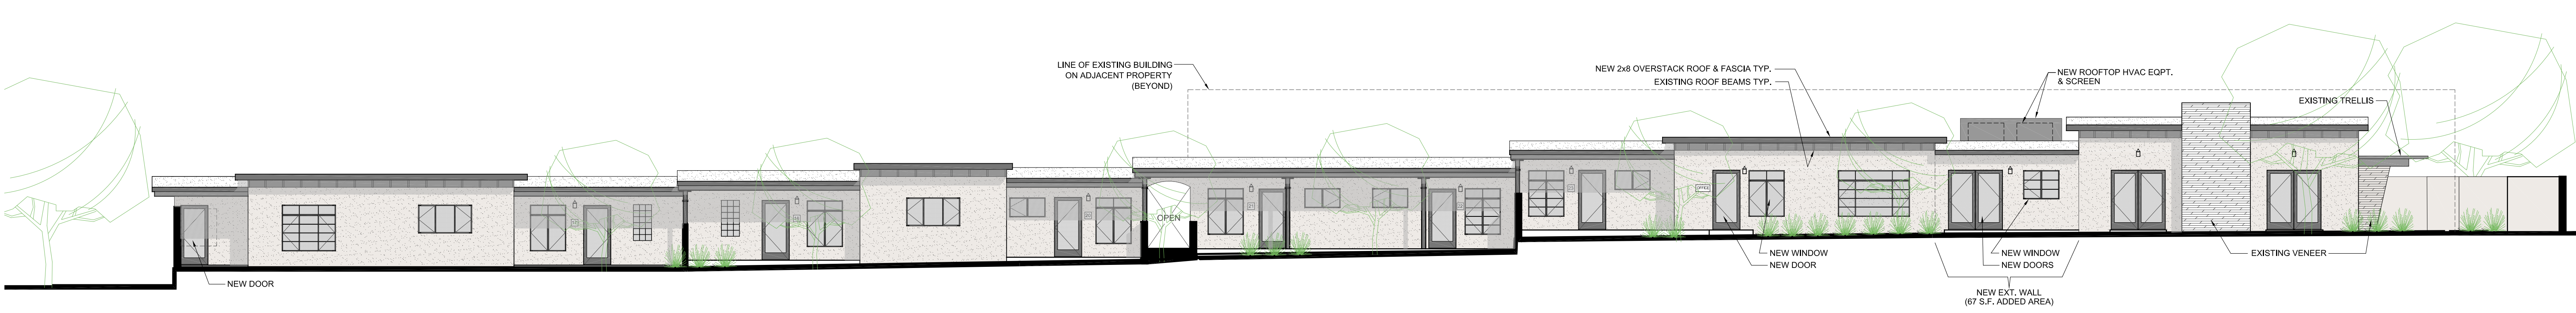 LINE OF EXISTING BUILDING
ON ADJACENT PROPERTY
(BEYOND)
NEW 2x8 OVERSTACK ROOF & FASCIA TYP.
EXISTING ROOF BEAMS TYP.
NEW ROOFTOP HVAC EQPT.
& SCREEN
EXISTING TRELLIS
OPEN
OFFICE
21
NEW DOOR
NEW WINDOW
NEW DOOR
NEW WINDOW
NEW DOORS
EXISTING VENEER
NEW EXT. WALL
(67 S.F. ADDED AREA)